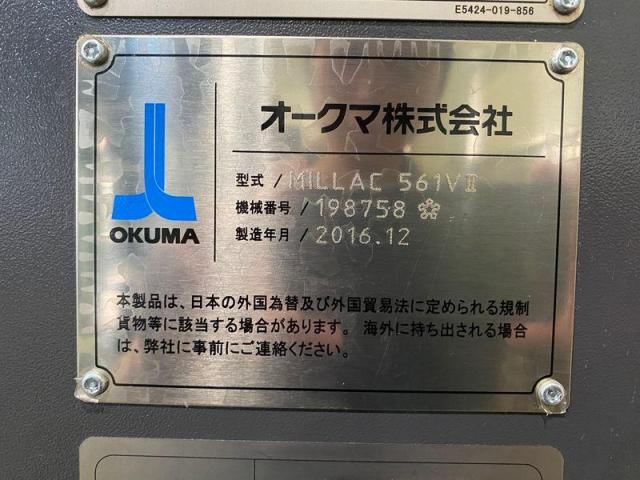 E5424-019-856
オークマ株式会社
型式 / MILLAC 561VⅡ
機械番号 / 198758
製造年月 / 2016.12
OKUMA
本製品は、日本の外国為替及び外国貿易法に定められる規制
貨物等に該当する場合があります。 海外に持ち出される場合
は、弊社に事前にご連絡ください。